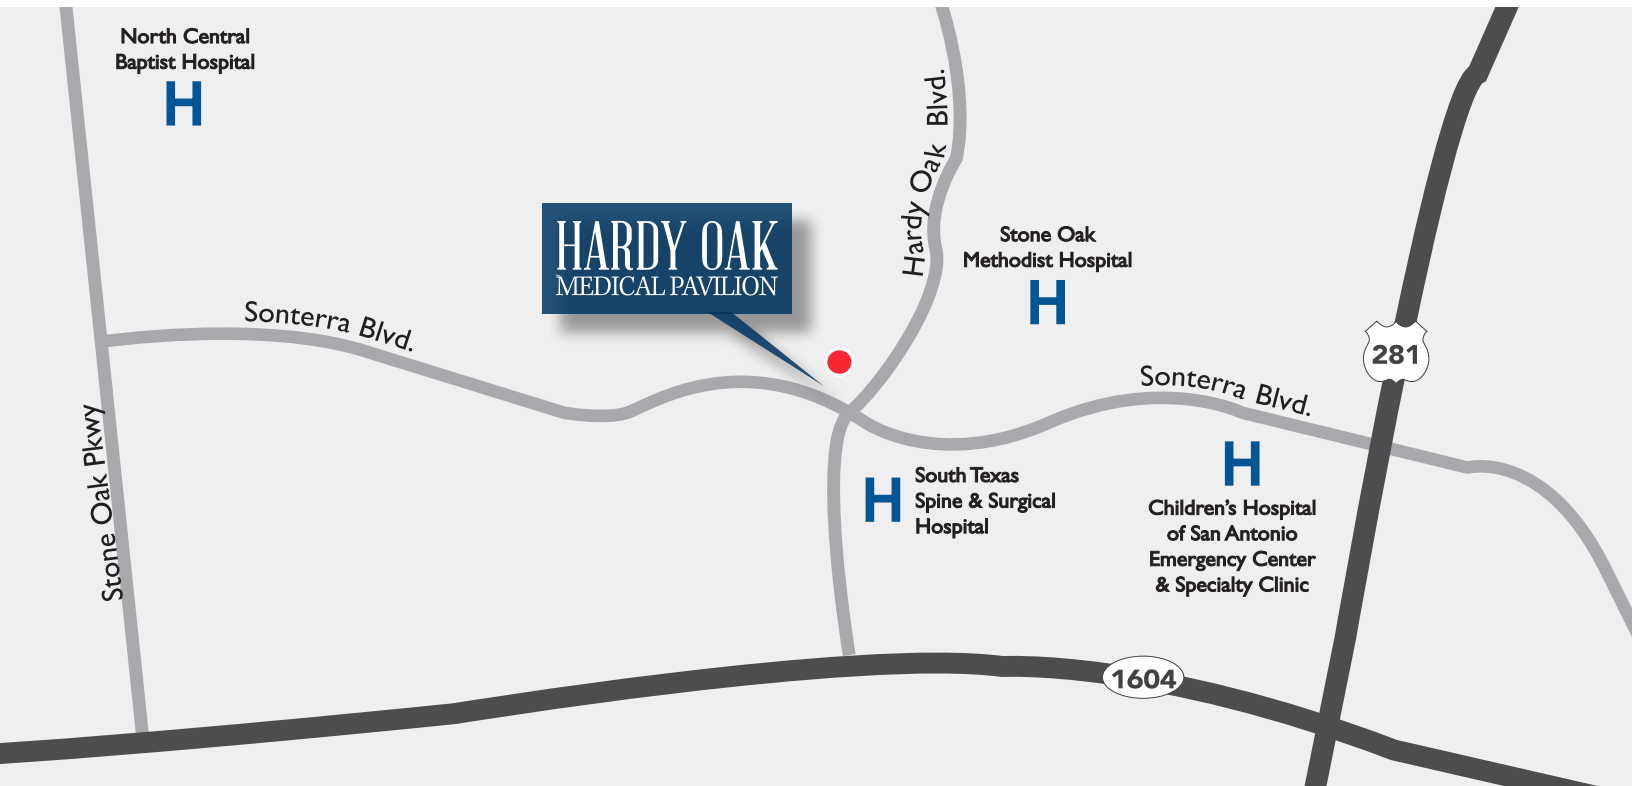 North Central
Baptist Hospital
H
Hardy Oak Blvd.
HARDY OAK
MEDICAL PAVILION
Stone Oak
Methodist Hospital
H
Sonterra Blvd.
281
Sonterra Blvd.
Stone Oak Pkwy
H
South Texas
Spine & Surgical
Hospital
H
Children’s Hospital
of San Antonio
Emergency Center
& Specialty Clinic
1604